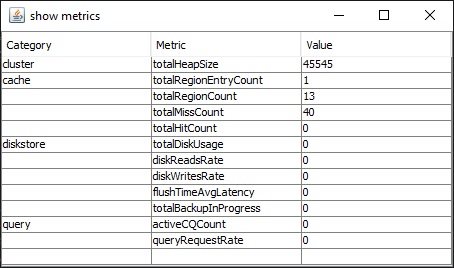 show metrics
Category Metric Value
cluster totalHeapSize 45545
cache totalRegionEntryCount 1
totalRegionCount 13
totalMissCount 40
totalHitCount 0
diskstore totalDiskUsage 0
diskReadsRate 0
diskWritesRate 0
flushTimeAvgLatency 0
totalBackupInProgress 0
query activeCQCount 0
queryRequestRate 0